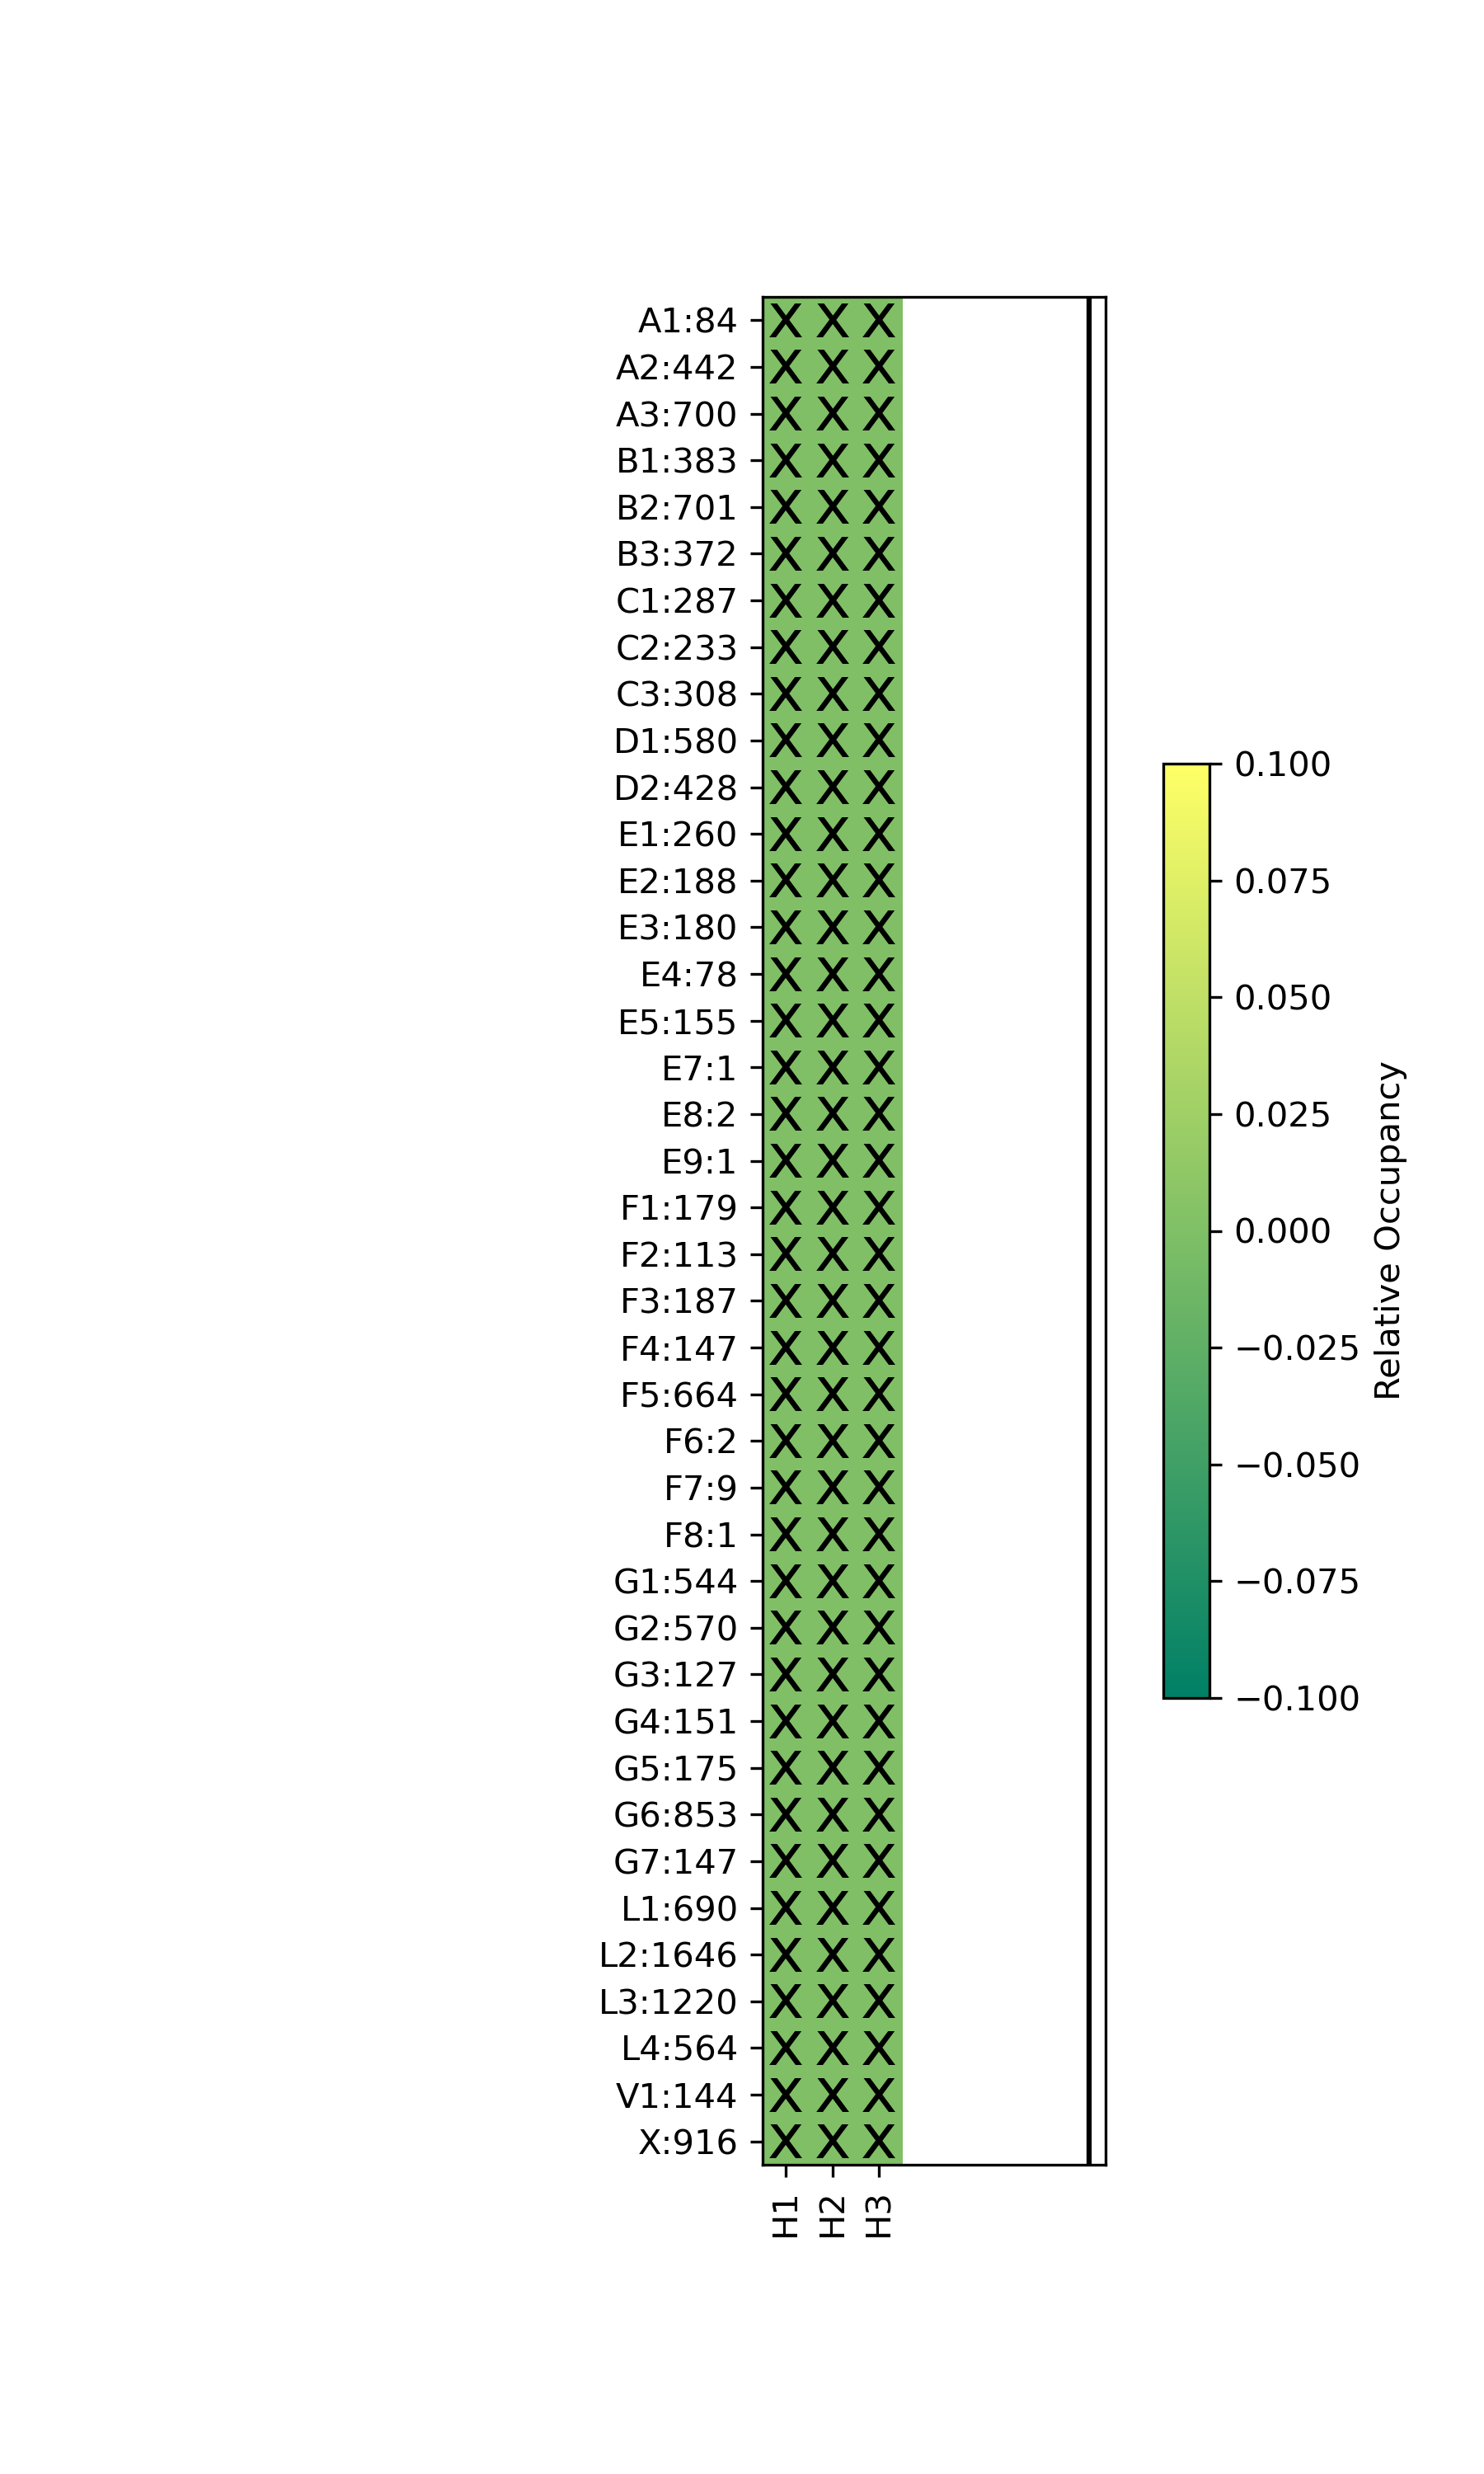 A1:84 X X X
A2:442 X X X
A3:700 X X X
B1:383 X X X
B2:701 X X X
B3:372 X X X
C1:287 X X X
C2:233 X X X
C3:308 X X X
D1:580 X X X
D2:428 X X X
E1:260 X X X
E2:188 X X X
E3:180 X X X
E4:78 X X X
E5:155 X X X
E7:1 X X X
E8:2 X X X
E9:1 X X X
F1:179 X X X
F2:113 X X X
F3:187 X X X
F4:147 X X X
F5:664 X X X
F6:2 X X X
F7:9 X X X
F8:1 X X X
G1:544 X X X
G2:570 X X X
G3:127 X X X
G4:151 X X X
G5:175 X X X
G6:853 X X X
G7:147 X X X
L1:690 X X X
L2:1646 X X X
L3:1220 X X X
L4:564 X X X
V1:144 X X X
X:916 X X X
H1
H2
H3
0.100
0.075
0.050
0.025
0.000
−0.025
−0.050
−0.075
−0.100
Relative Occupancy